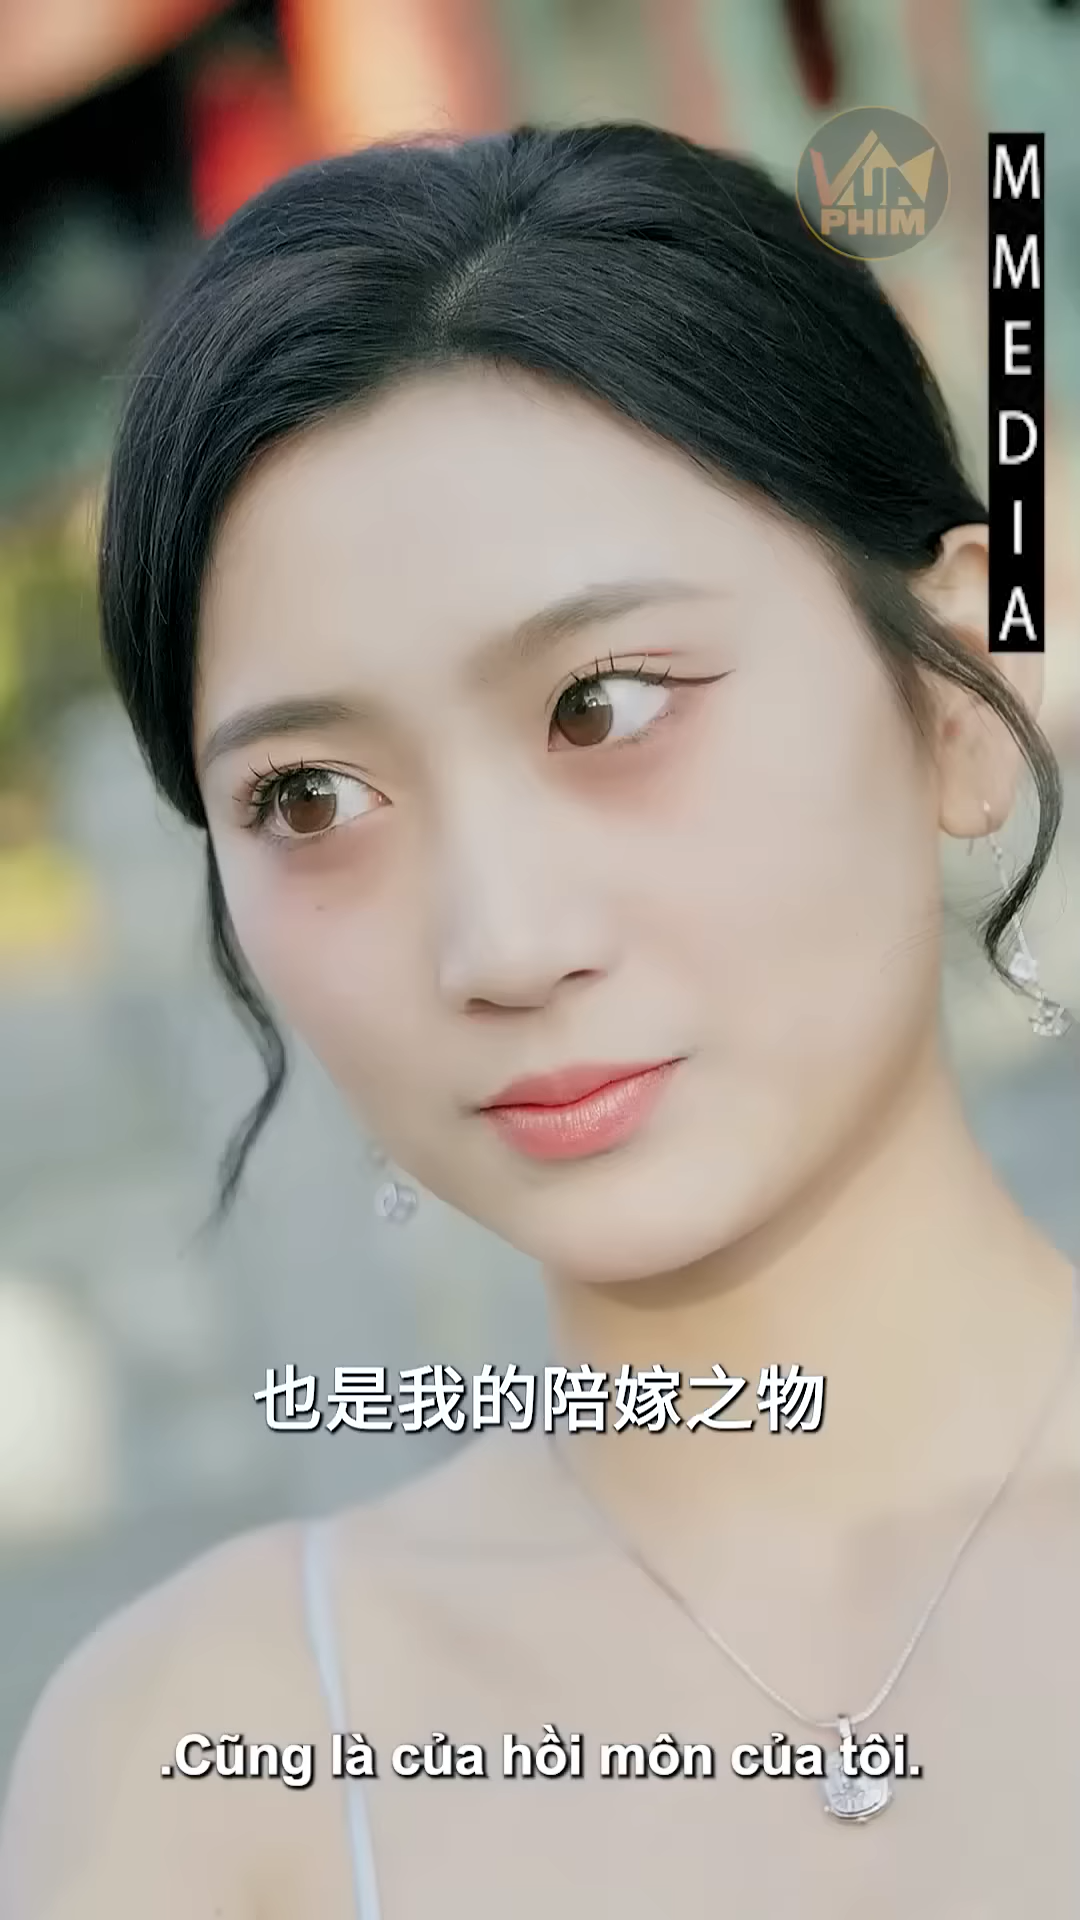 VUA
PHIM
MMEDIA
也是我的陪嫁之物
.Cũng là của hồi môn của tôi.